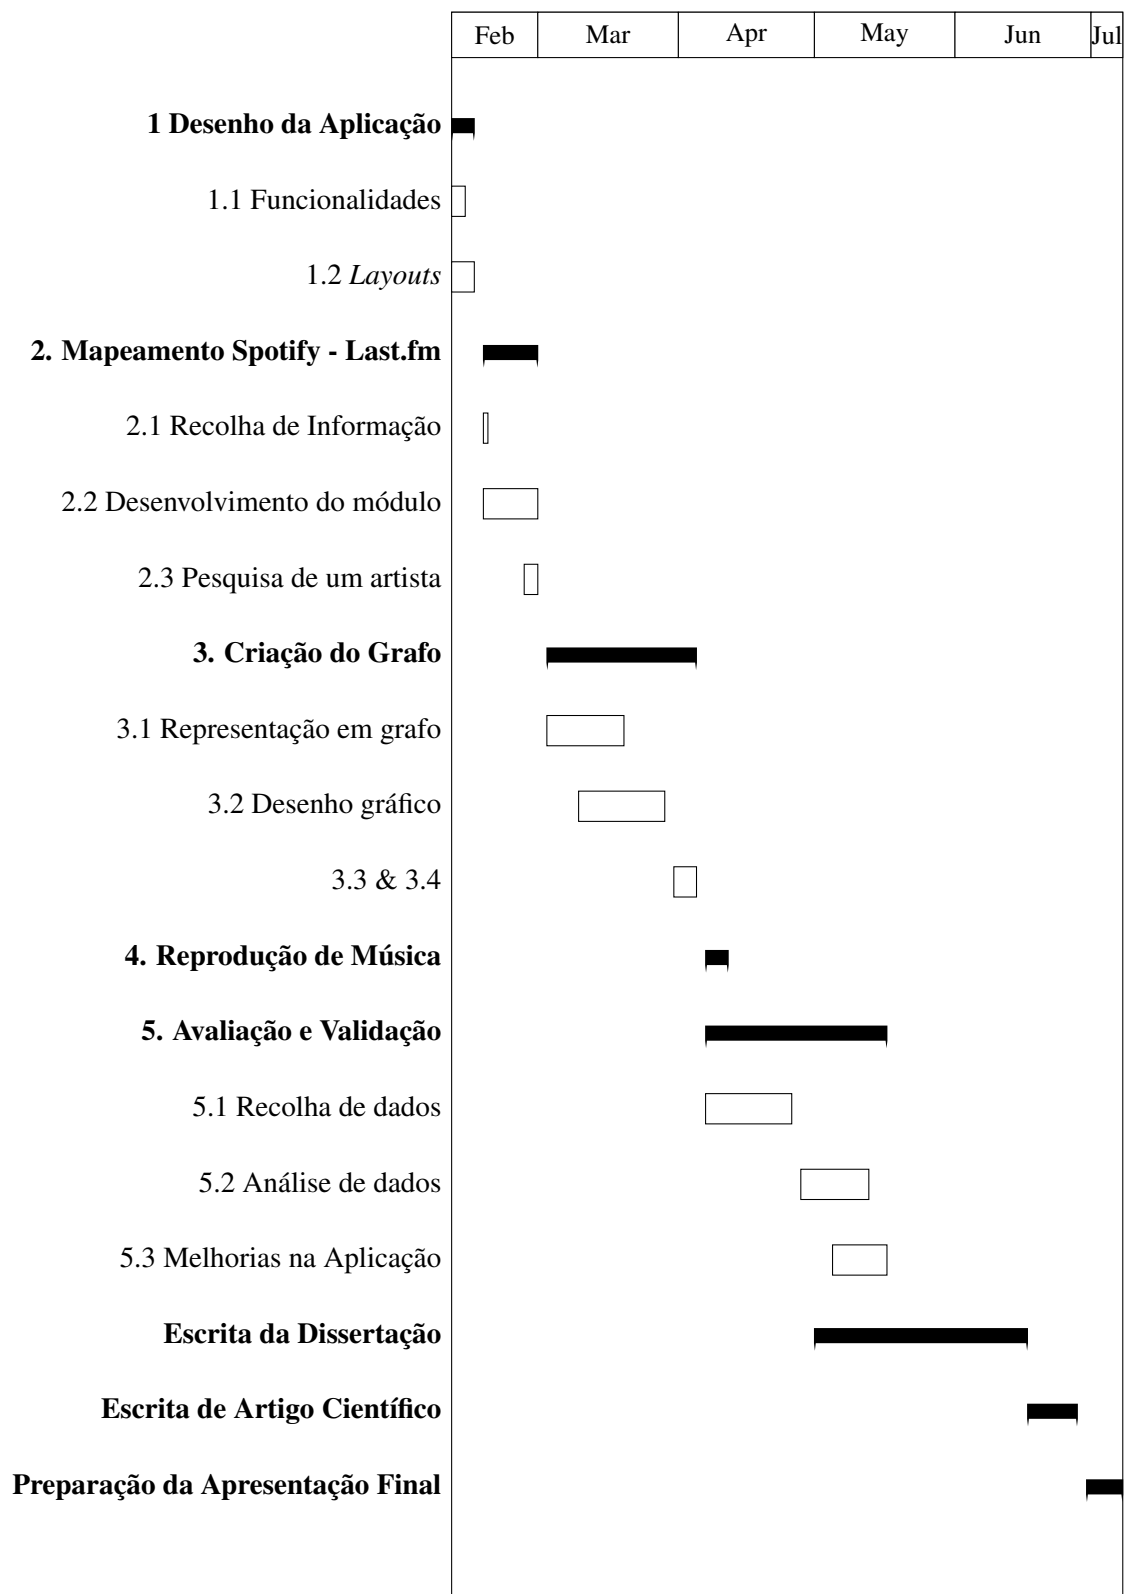 Feb Mar Apr May Jun Jul
1 Desenho da Aplicação
1.1 Funcionalidades
1.2 Layouts
2. Mapeamento Spotify - Last.fm
2.1 Recolha de Informação
2.2 Desenvolvimento do módulo
2.3 Pesquisa de um artista
3. Criação do Grafo
3.1 Representação em grafo
3.2 Desenho gráfico
3.3 & 3.4
4. Reprodução de Música
5. Avaliação e Validação
5.1 Recolha de dados
5.2 Análise de dados
5.3 Melhorias na Aplicação
Escrita da Dissertação
Escrita de Artigo Científico
Preparação da Apresentação Final